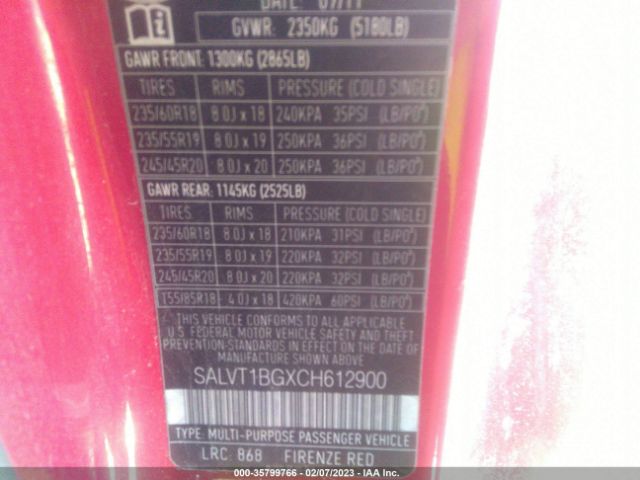 DATE: 07/11
GVWR: 2350KG (5180LB)
GAWR FRONT: 1300KG (2865LB)
TIRES RIMS PRESSURE (COLD SINGLE)
235/60R18 8.0J x 18 240KPA 35PSI (LB/PO²)
235/55R19 8.0J x 19 250KPA 36PSI (LB/PO²)
245/45R20 8.0J x 20 250KPA 36PSI (LB/PO²)
GAWR REAR: 1145KG (2525LB)
TIRES RIMS PRESSURE (COLD SINGLE)
235/60R18 8.0J x 18 210KPA 31PSI (LB/PO²)
235/55R19 8.0J x 19 220KPA 32PSI (LB/PO²)
245/45R20 8.0J x 20 220KPA 32PSI (LB/PO²)
T55/85R18 4.0J x 18 420KPA 60PSI (LB/PO²)
THIS VEHICLE CONFORMS TO ALL APPLICABLE
U.S. FEDERAL MOTOR VEHICLE SAFETY AND THEFT
PREVENTION STANDARDS IN EFFECT ON THE DATE OF
MANUFACTURE SHOWN ABOVE
SALVT1BGXCH612900
TYPE: MULTI-PURPOSE PASSENGER VEHICLE
LRC 868 FIRENZE RED
000-35799766 - 02/07/2023 - IAA Inc.